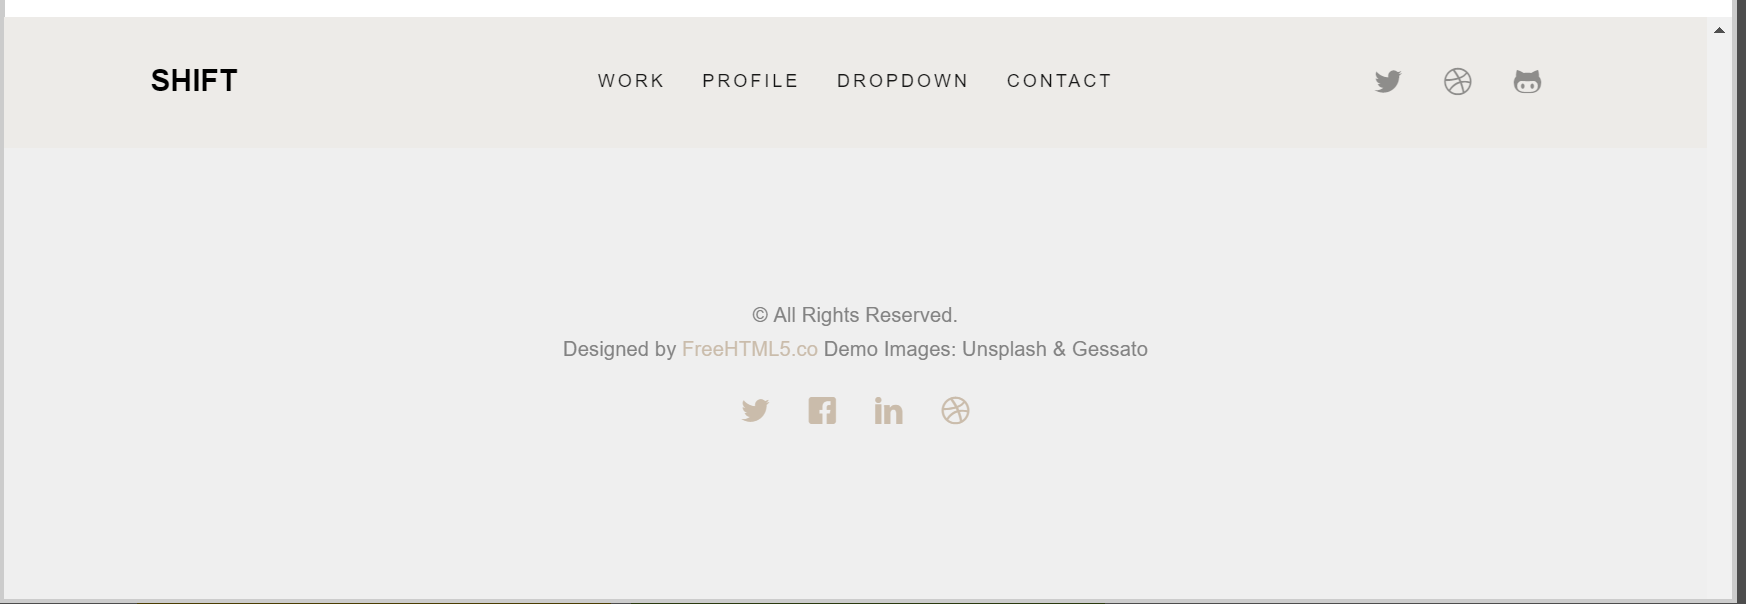 SHIFT
WORK PROFILE DROPDOWN CONTACT
© All Rights Reserved.
Designed by FreeHTML5.co Demo Images: Unsplash & Gessato